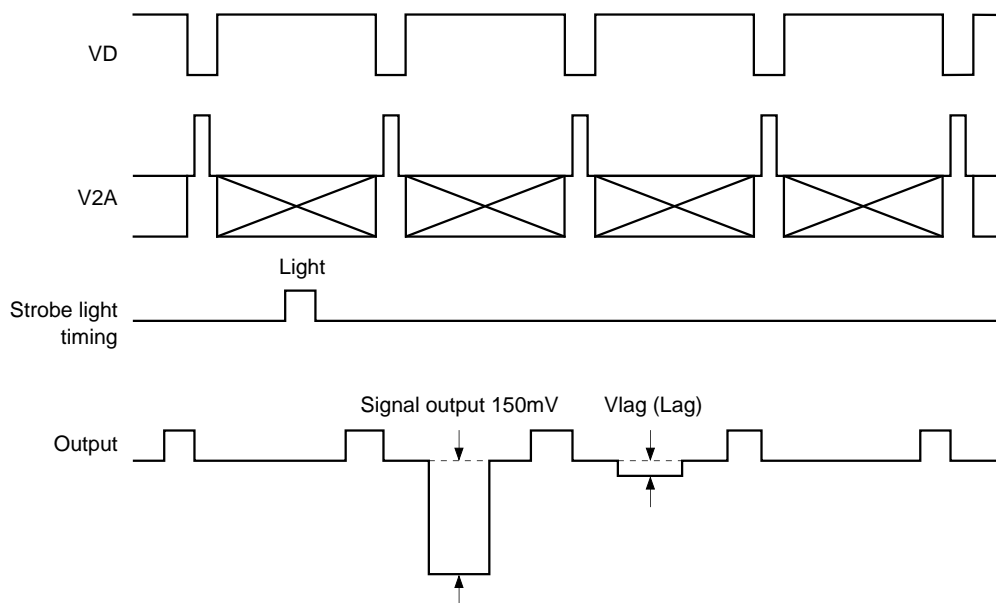 VD
V2A
Light
Strobe light
timing
Signal output 150mV
Vlag (Lag)
Output